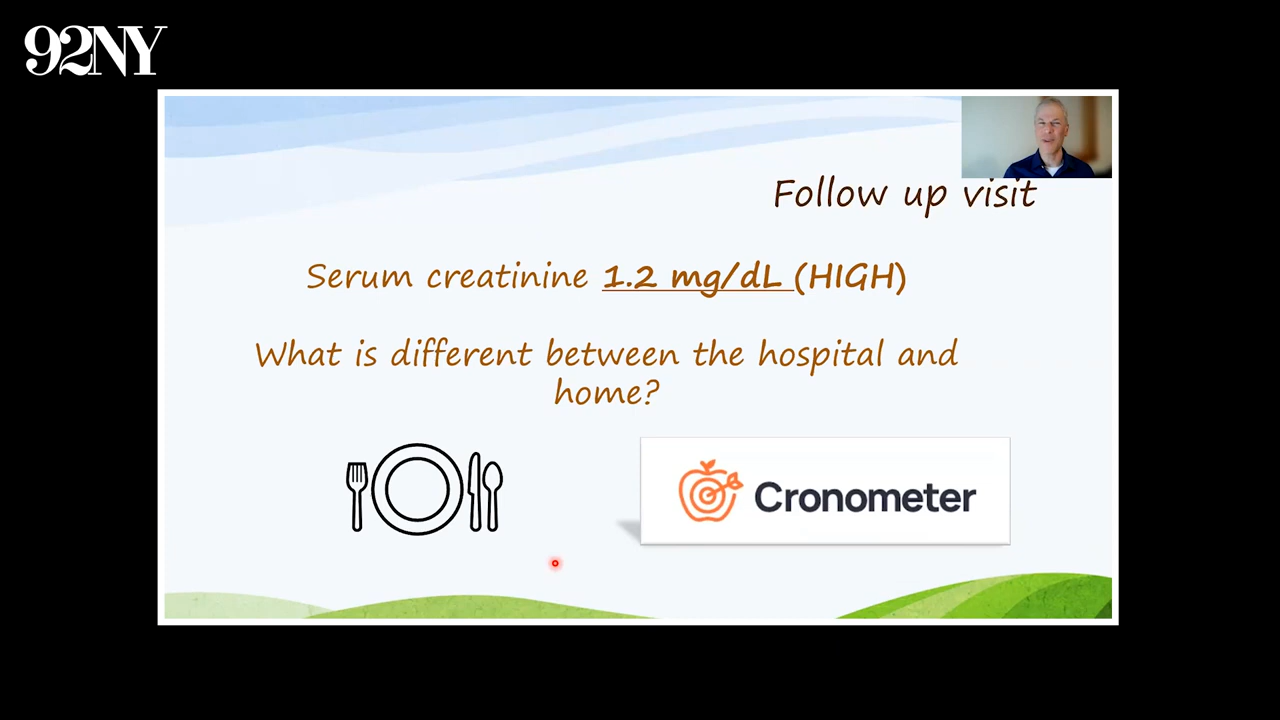 92NY
Follow up visit
Serum creatinine 1.2 mg/dL (HIGH)
What is different between the hospital and
home?
Cronometer